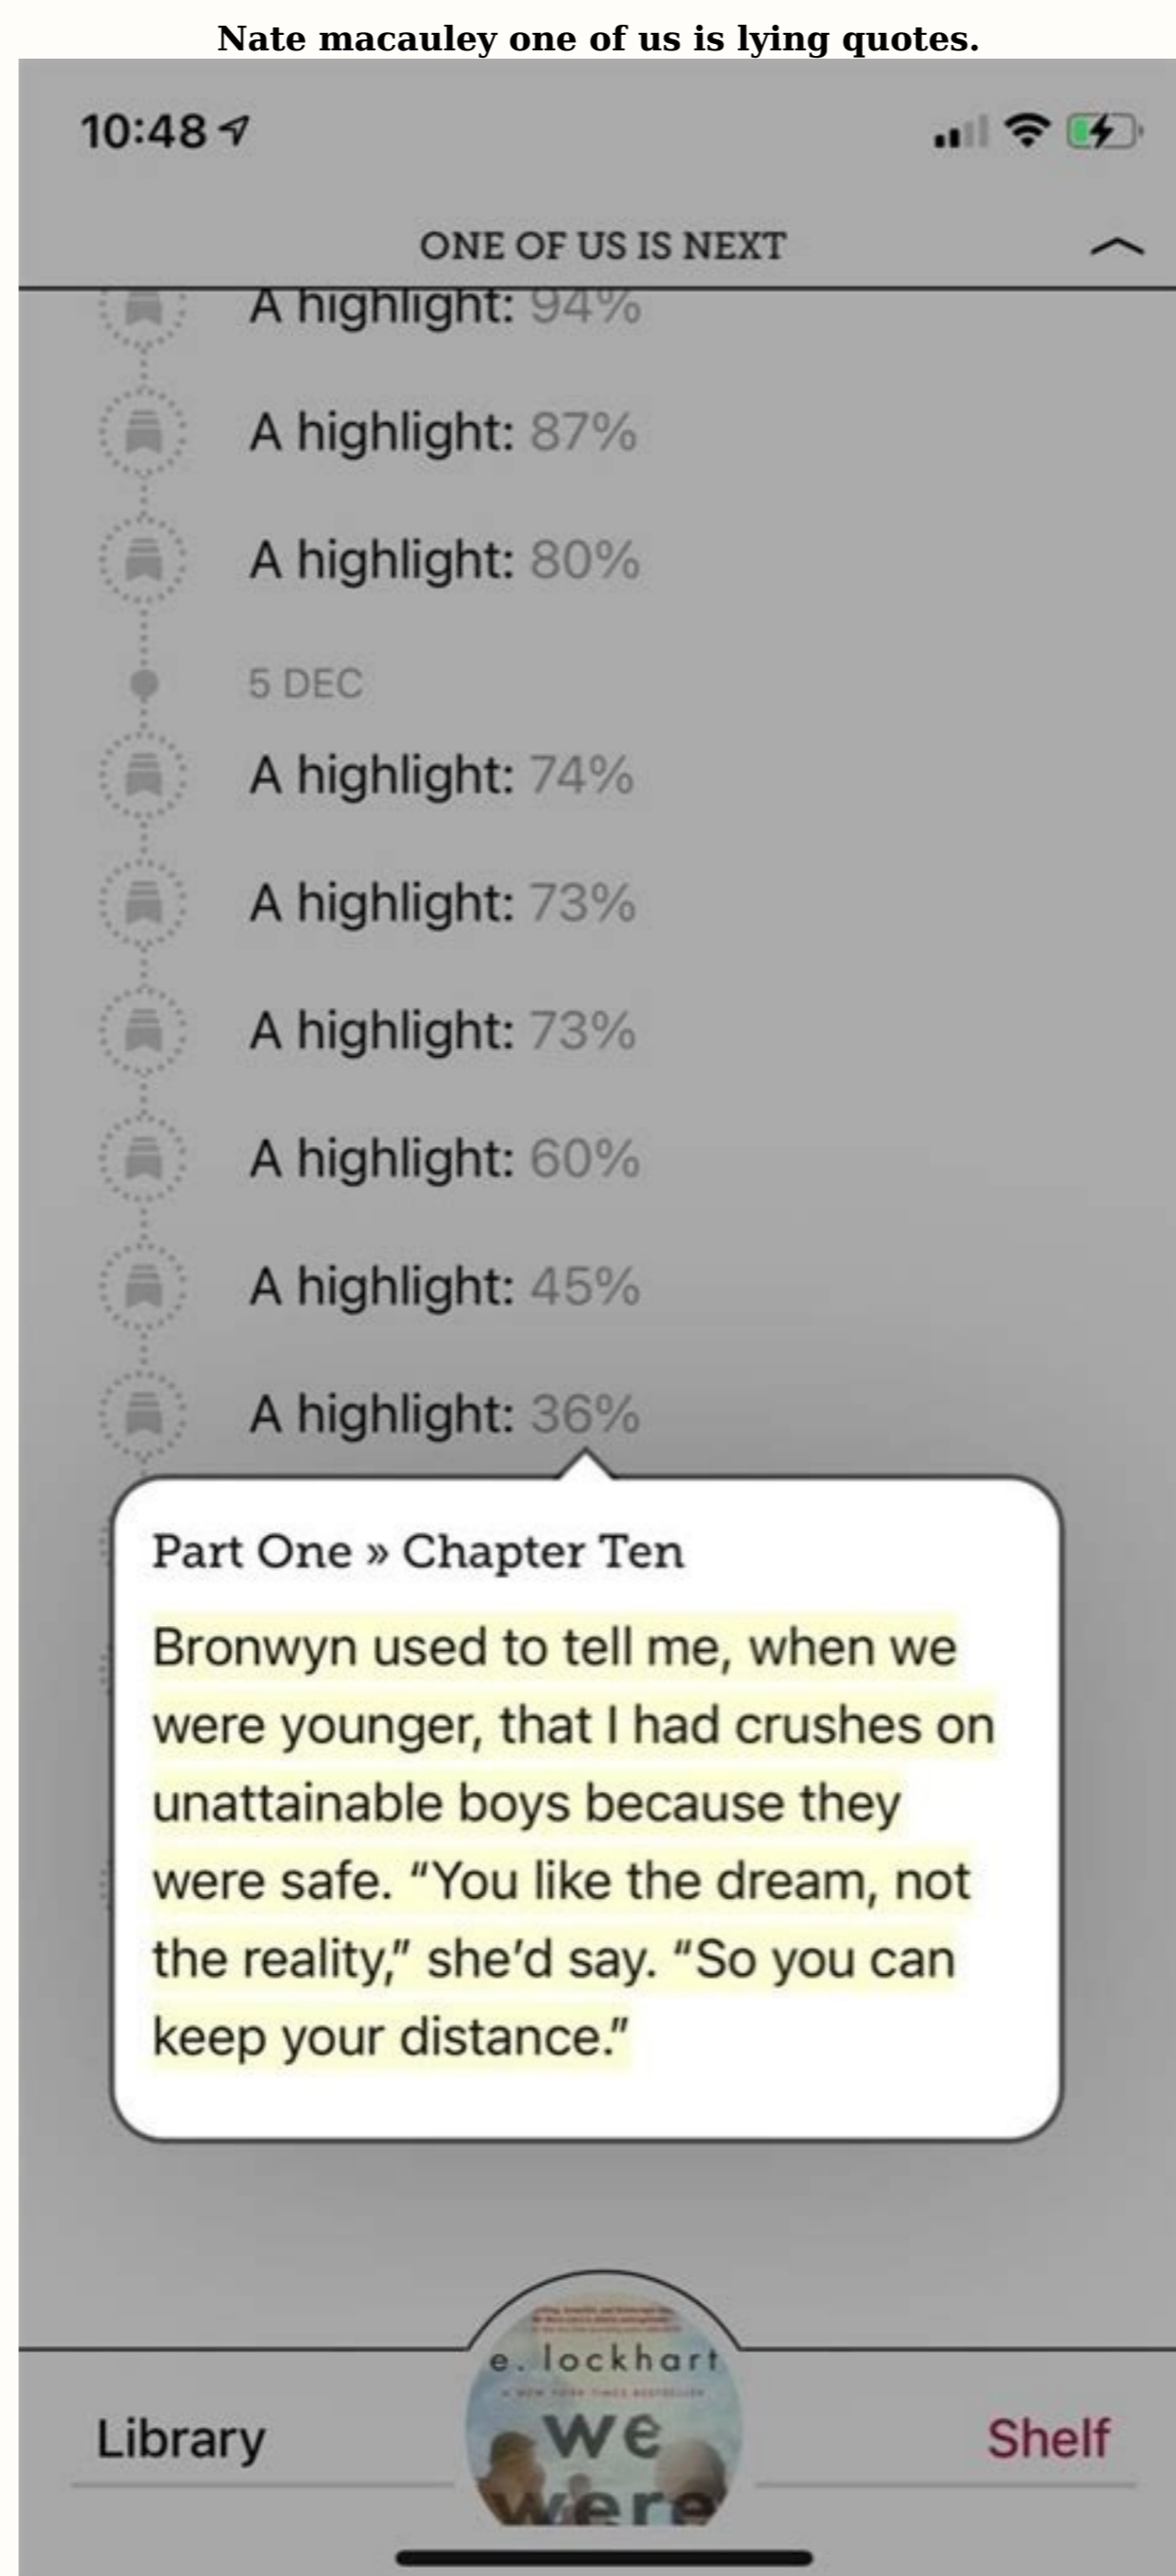 Nate macauley one of us is lying quotes.
10:48
ONE OF US IS NEXT
A highlight: 94%
A highlight: 87%
A highlight: 80%
5 DEC
A highlight: 74%
A highlight: 73%
A highlight: 73%
A highlight: 60%
A highlight: 45%
A highlight: 36%
Part One » Chapter Ten
Bronwyn used to tell me, when we
were younger, that I had crushes on
unattainable boys because they
were safe. “You like the dream, not
the reality,” she’d say. “So you can
keep your distance.”
e. lockhart
A NEW YORK TIMES BESTSELLER
we
were
Library
Shelf